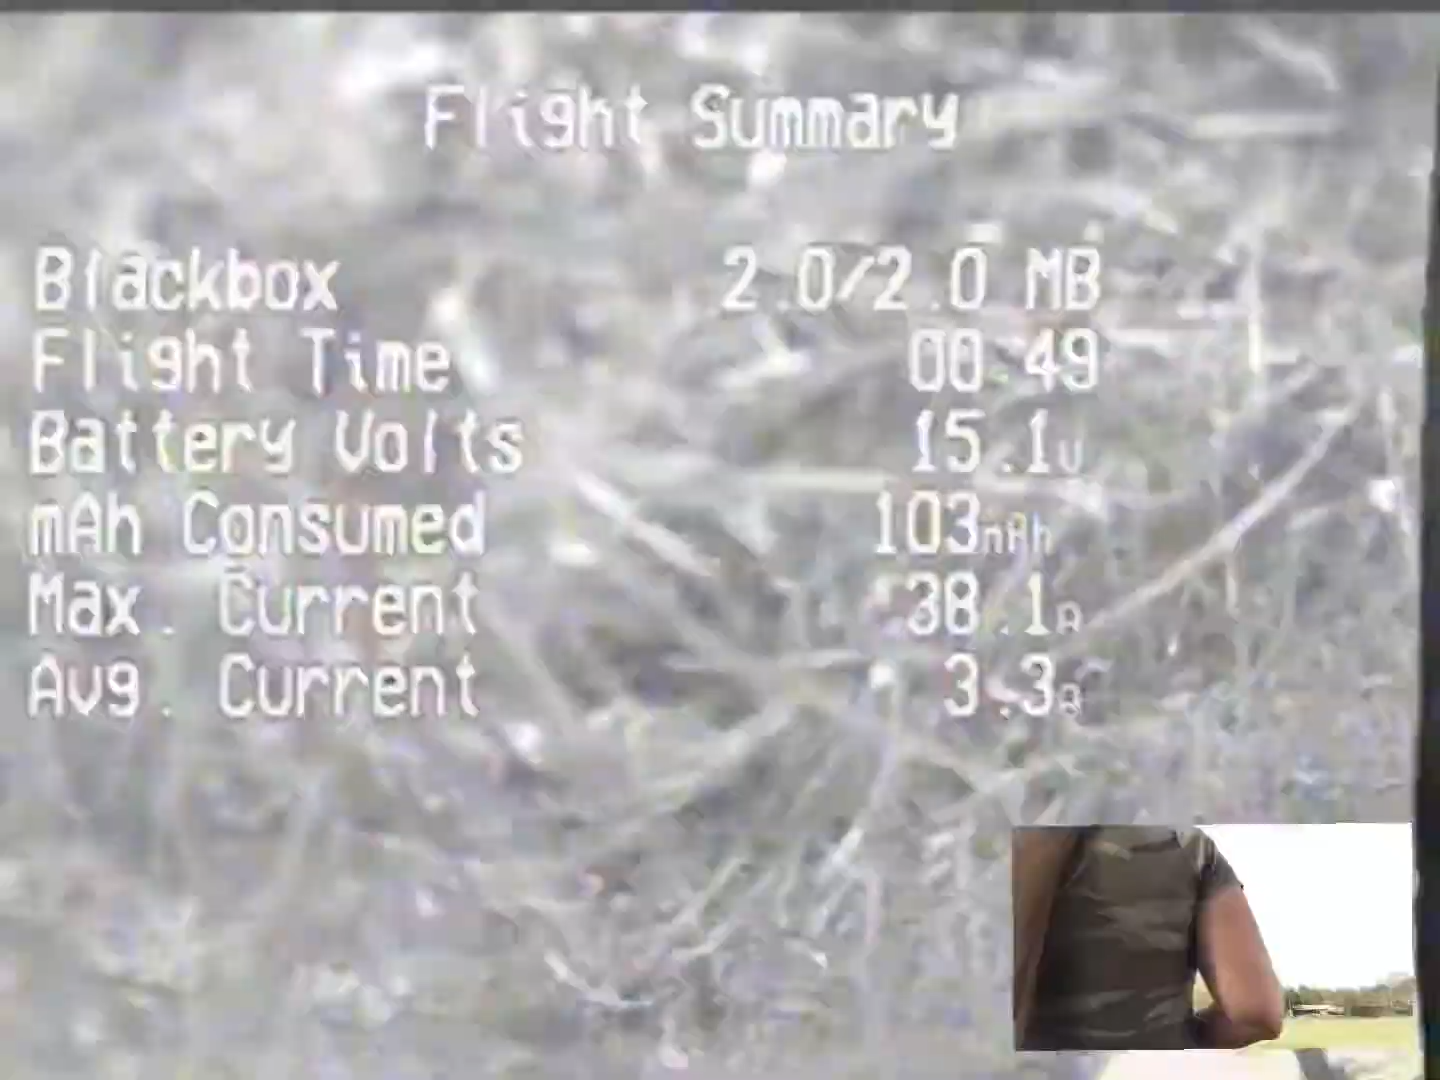 Flight Summary
Blackbox 2.0/2.0 MB
Flight Time 00:49
Battery Volts 15.1V
mAh Consumed 103mAh
Max. Current 38.1A
Avg. Current 3.3A